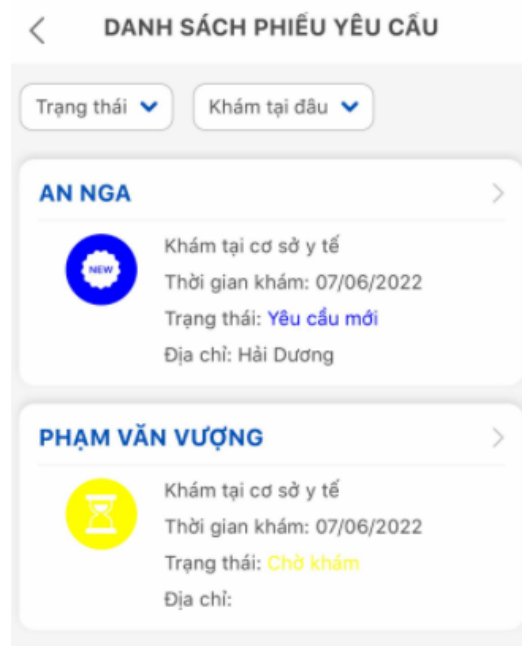 DANH SÁCH PHIẾU YÊU CẦU
Trạng thái
Khám tại đâu
AN NGA
NEW
Khám tại cơ sở y tế
Thời gian khám: 07/06/2022
Trạng thái: Yêu cầu mới
Địa chỉ: Hải Dương
PHẠM VĂN VƯỢNG
Khám tại cơ sở y tế
Thời gian khám: 07/06/2022
Trạng thái: Chờ khám
Địa chỉ: